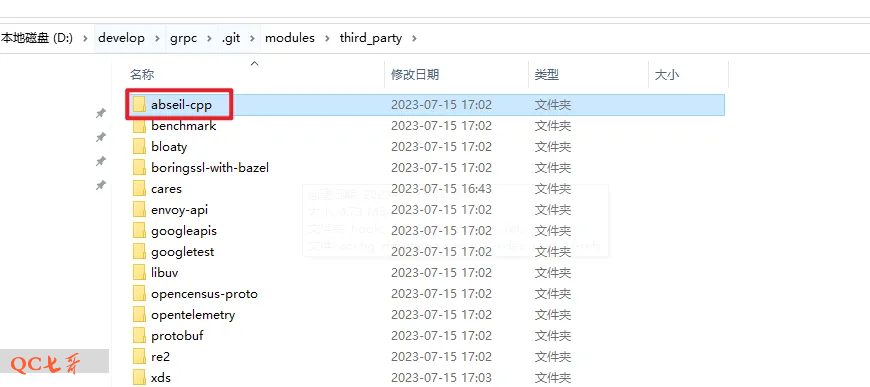 本地磁盘 (D:) > develop > grpc > .git > modules > third_party >
名称 修改日期 类型 大小
abseil-cpp 2023-07-15 17:02 文件夹
benchmark 2023-07-15 17:02 文件夹
bloaty 2023-07-15 17:02 文件夹
boringssl-with-bazel 2023-07-15 17:02 文件夹
cares 2023-07-15 16:43 文件夹
envoy-api 2023-07-15 17:02 文件夹
googleapis 2023-07-15 17:02 文件夹
googletest 2023-07-15 17:02 文件夹
libuv 2023-07-15 17:02 文件夹
opencensus-proto 2023-07-15 17:02 文件夹
opentelemetry 2023-07-15 17:02 文件夹
protobuf 2023-07-15 17:02 文件夹
re2 2023-07-15 17:02 文件夹
xds 2023-07-15 17:03 文件夹
QC七哥